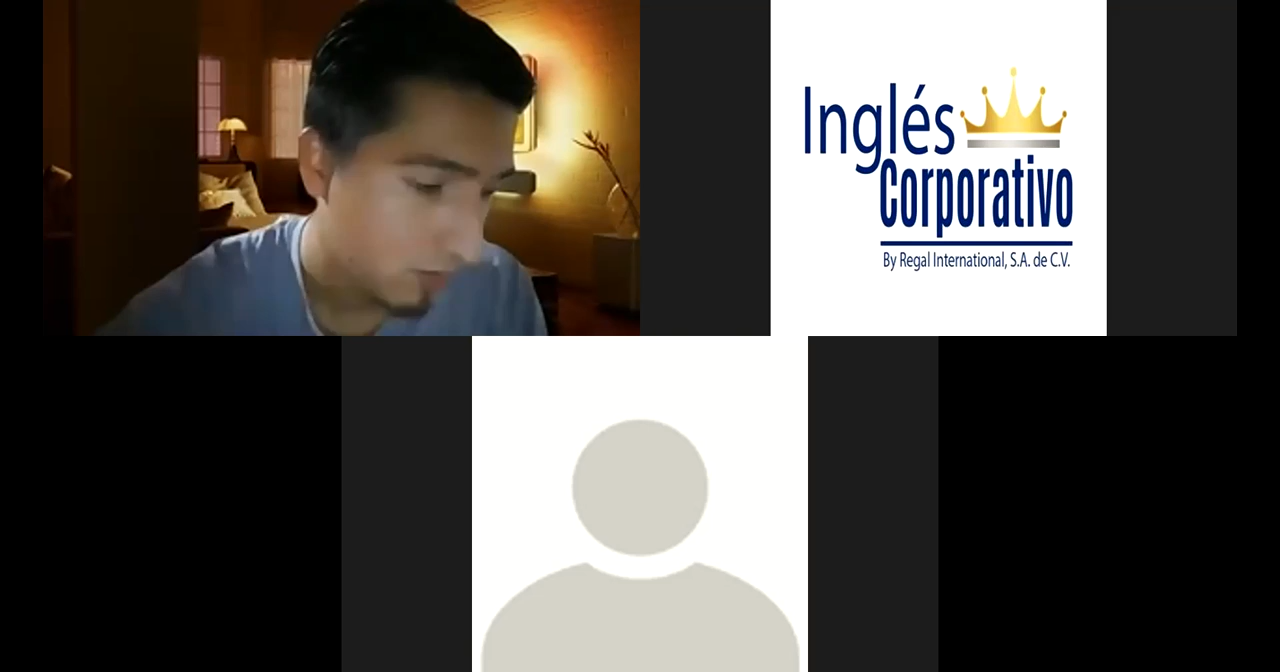 Inglés
Corporativo
By Regal International, S.A. de C.V.